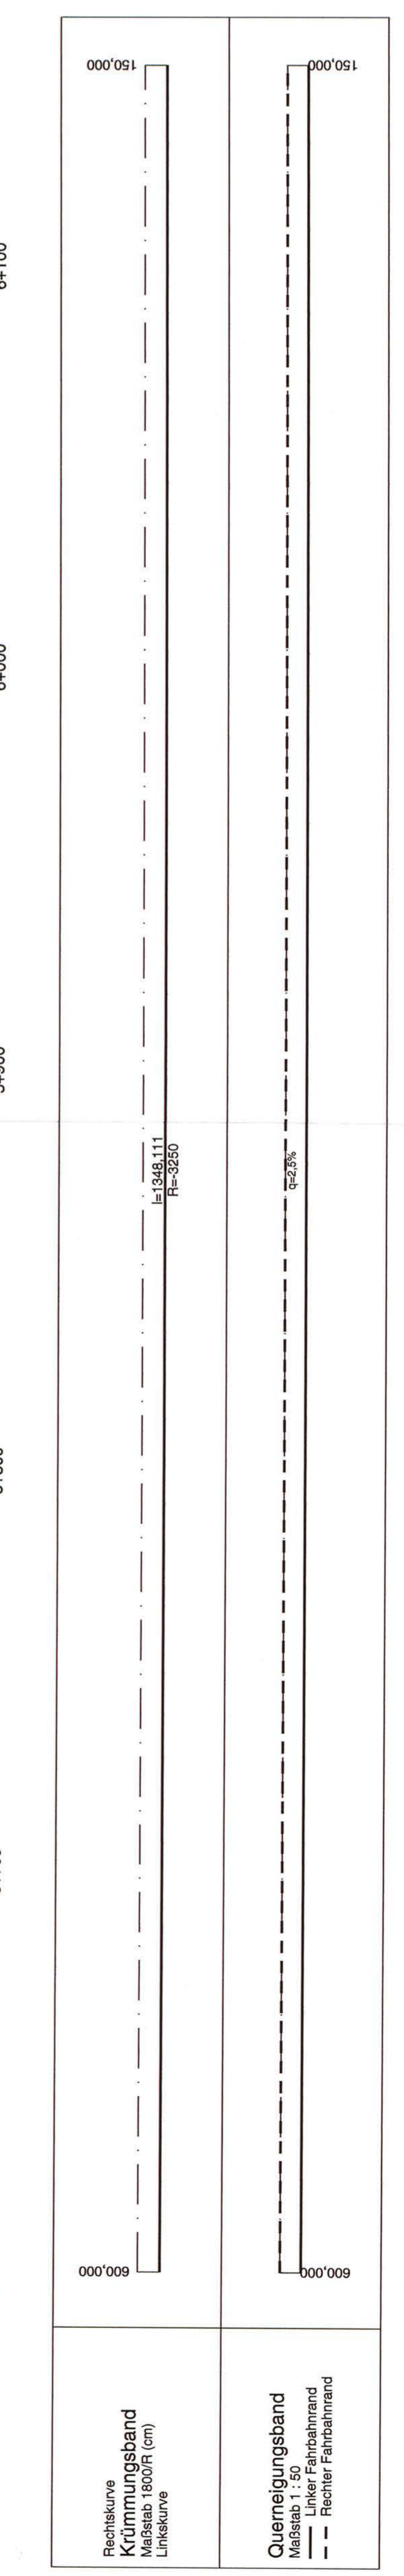 Rechtskurve
Krümmungsband
Maßstab 1800/R (cm)
Linkskurve
600,000
l=1348,111
R=-3250
150,000
Querneigungsband
Maßstab 1 : 50
Linker Fahrbahnrand
Rechter Fahrbahnrand
600,000
q=2,5%
150,000